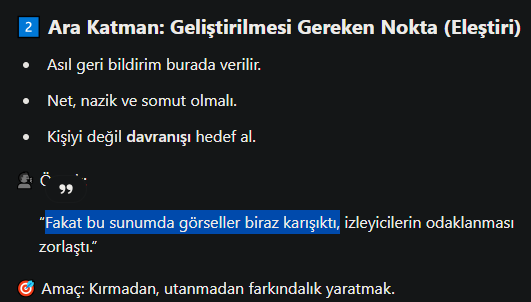 2 Ara Katman: Geliştirilmesi Gereken Nokta (Eleştiri)
• Asıl geri bildirim burada verilir.
• Net, nazik ve somut olmalı.
• Kişiyi değil davranışı hedef al.
"Fakat bu sunumda görseller biraz karışıktı, izleyicilerin odaklanması
zorlaştı."
🎯 Amaç: Kırmadan, utanmadan farkındalık yaratmak.